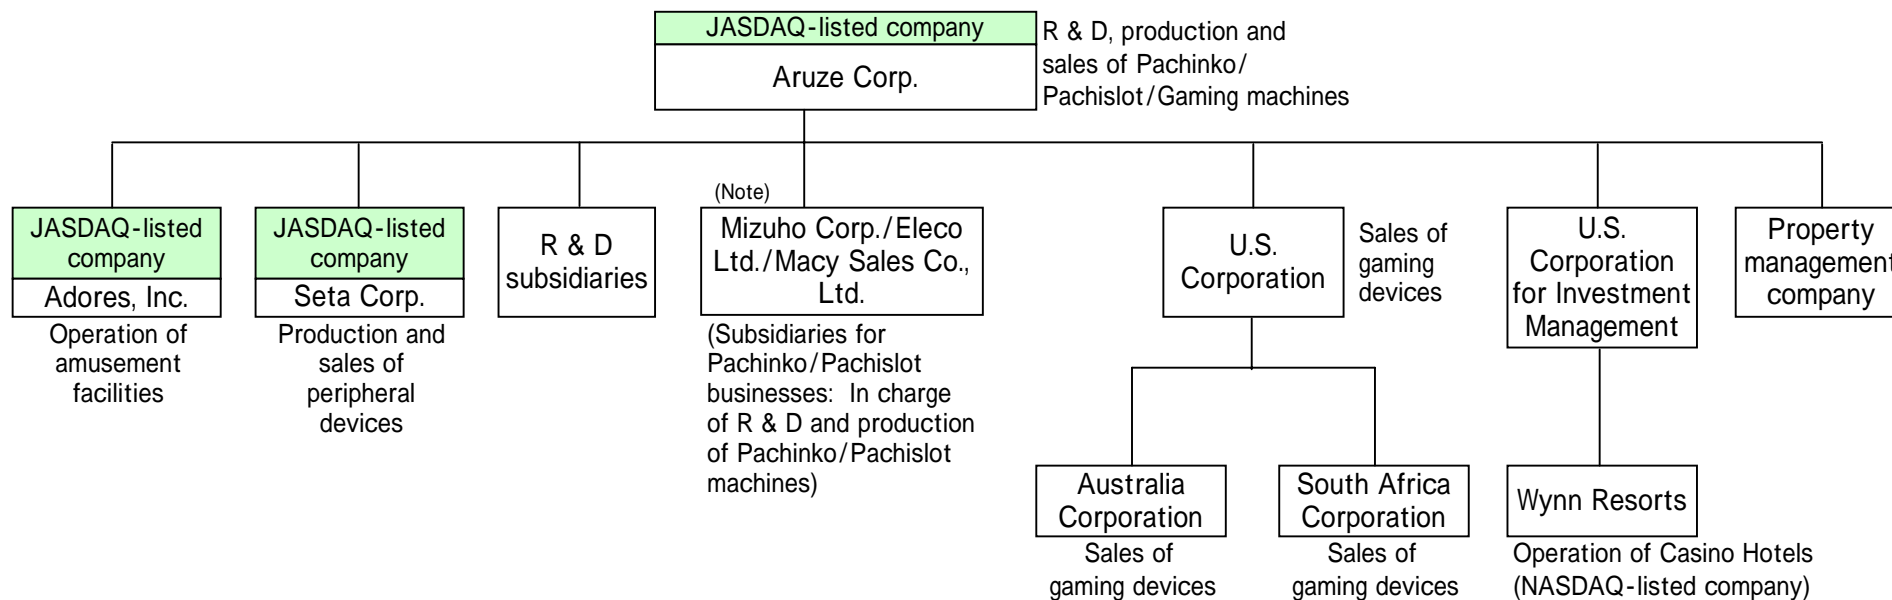 JASDAQ-listed company
Aruze Corp.
R & D, production and
sales of Pachinko/
Pachislot/Gaming machines
JASDAQ-listed
company
Adores, Inc.
Operation of
amusement
facilities
JASDAQ-listed
company
Seta Corp.
Production and
sales of
peripheral
devices
R & D
subsidiaries
(Note)
Mizuho Corp./Eleco
Ltd./Macy Sales Co.,
Ltd.
(Subsidiaries for
Pachinko/Pachislot
businesses: In charge
of R & D and production
of Pachinko/Pachislot
machines)
U.S.
Corporation
Sales of
gaming
devices
Australia
Corporation
Sales of
gaming devices
South Africa
Corporation
Sales of
gaming devices
U.S.
Corporation
for Investment
Management
Wynn Resorts
Operation of Casino Hotels
(NASDAQ-listed company)
Property
management
company